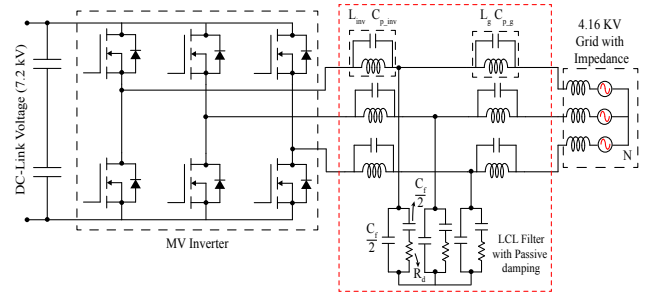 DC-Link Voltage (7.2 kV)
MV Inverter
L_inv C_p_inv
L_g C_p_g
4.16 KV
Grid with
Impedance
N
C_f
2
C_f
2
R_d
LCL Filter
with Passive
damping